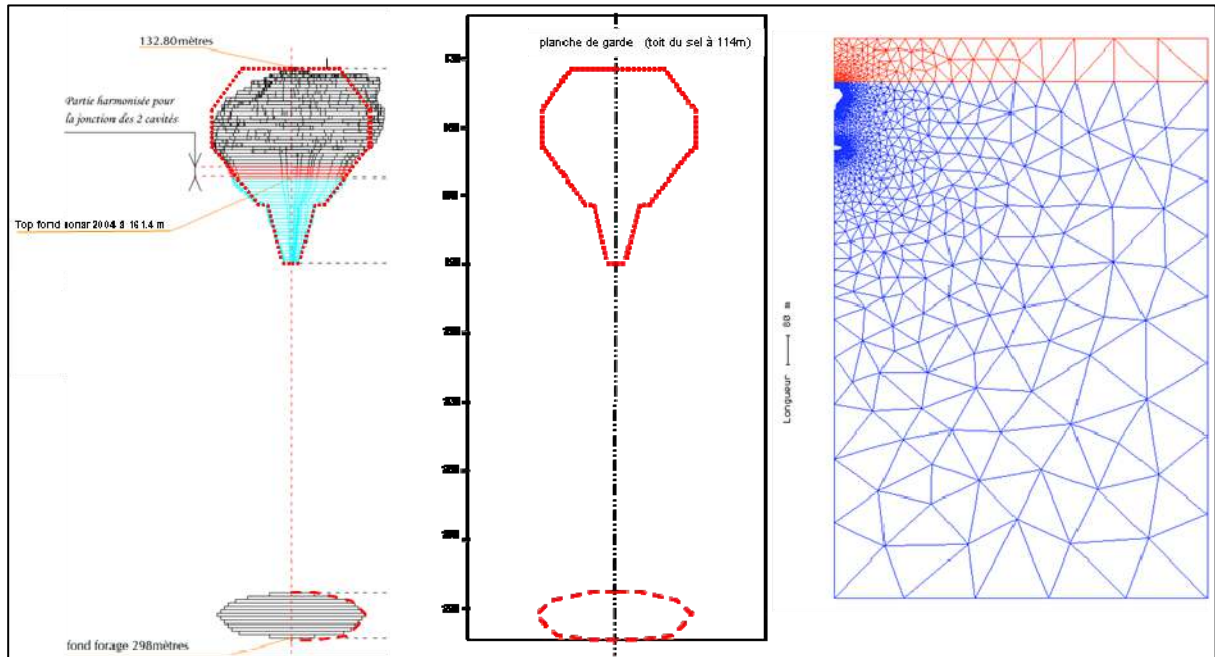 132.80mètres
Partie harmonisée pour
la jonction des 2 cavités
Top fond sonar 2004 à 161.4 m
fond forage 298mètres
planche de garde (toit du sel à 114m)
Longueur 80 m